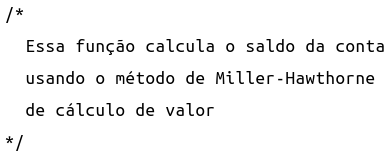 /*
Essa função calcula o saldo da conta
usando o método de Miller-Hawthorne
de cálculo de valor
*/